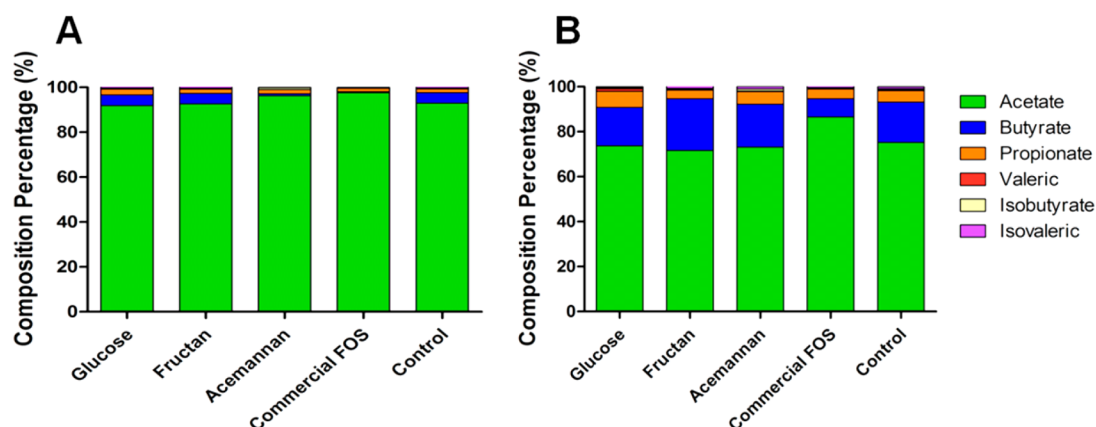 A
Composition Percentage (%)
100
80
60
40
20
0
Glucose
Fructan
Acemannan
Commercial FOS
Control
B
Composition Percentage (%)
100
80
60
40
20
0
Glucose
Fructan
Acemannan
Commercial FOS
Control
Acetate
Butyrate
Propionate
Valeric
Isobutyrate
Isovaleric